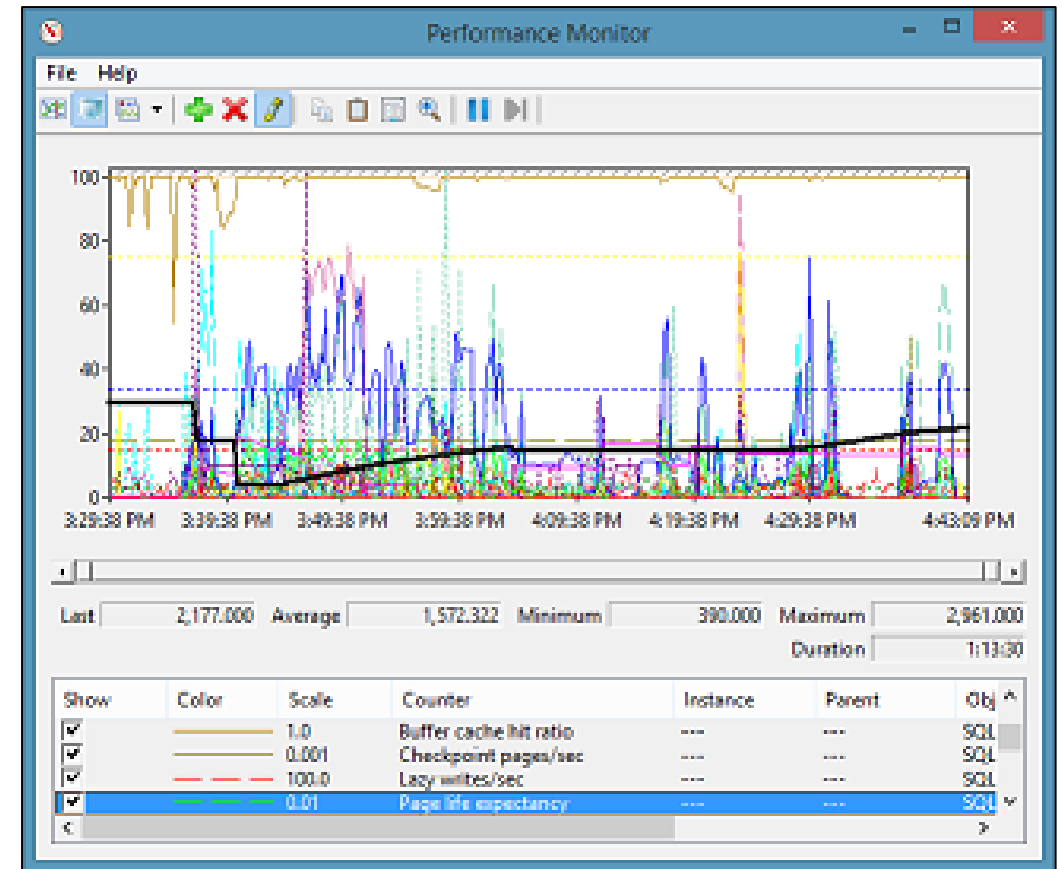 Performance Monitor
File Help
100
80
60
40
20
0
3:29:38 PM 3:39:38 PM 3:49:38 PM 3:59:38 PM 4:09:38 PM 4:19:38 PM 4:29:38 PM 4:43:09 PM
Last 2,177.000 Average 1,572.322 Minimum 390.000 Maximum 2,961.000
Duration 1:13:30
Show Color Scale Counter Instance Parent Obj
1.0 Buffer cache hit ratio --- --- SQL
0.001 Checkpoint pages/sec --- --- SQL
100.0 Lazy writes/sec --- --- SQL
0.01 Page life expectancy --- --- SQL